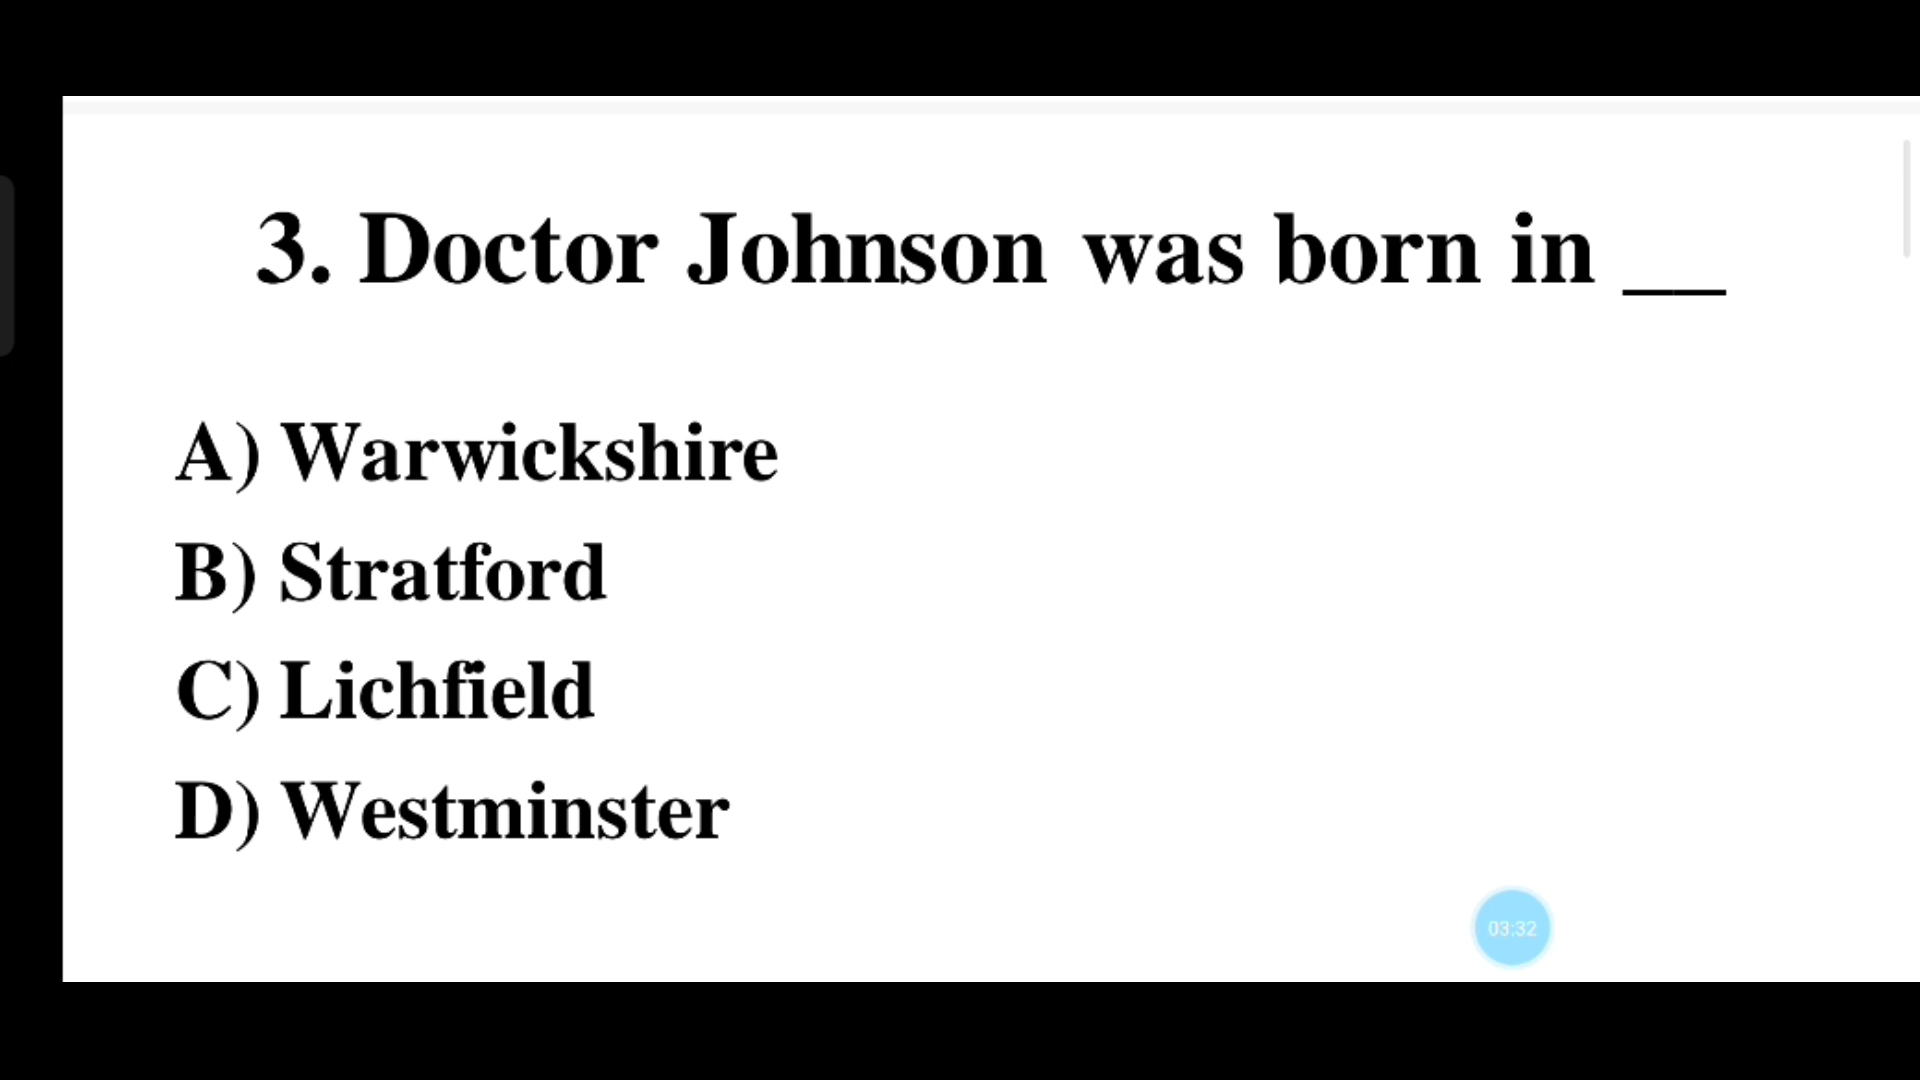 3. Doctor Johnson was born in __
A) Warwickshire
B) Stratford
C) Lichfield
D) Westminster
03:32